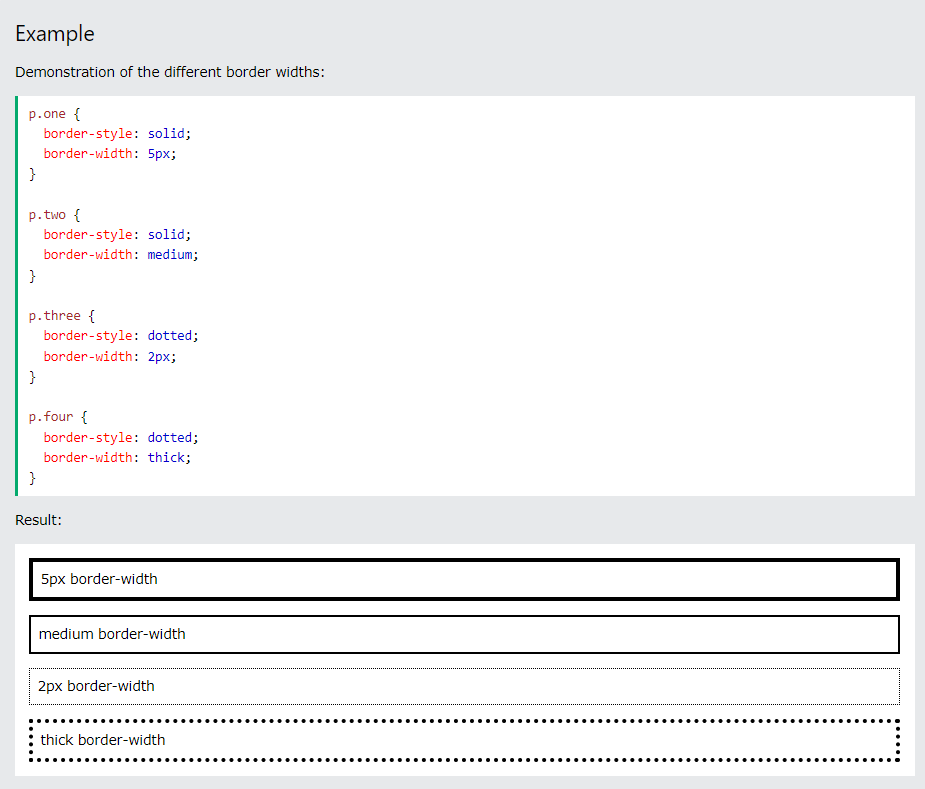 Example
Demonstration of the different border widths:
p.one {
  border-style: solid;
  border-width: 5px;
}
p.two {
  border-style: solid;
  border-width: medium;
}
p.three {
  border-style: dotted;
  border-width: 2px;
}
p.four {
  border-style: dotted;
  border-width: thick;
}
Result:
5px border-width
medium border-width
2px border-width
thick border-width